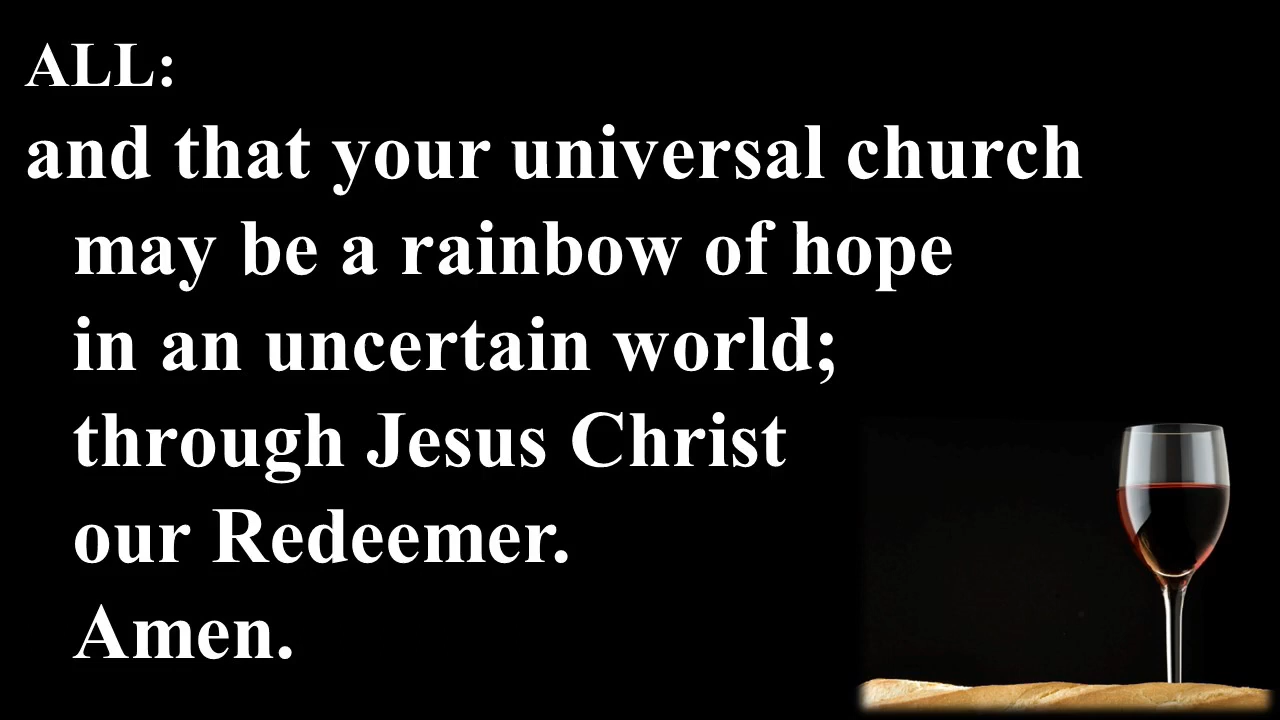 ALL:
and that your universal church
may be a rainbow of hope
in an uncertain world;
through Jesus Christ
our Redeemer.
Amen.